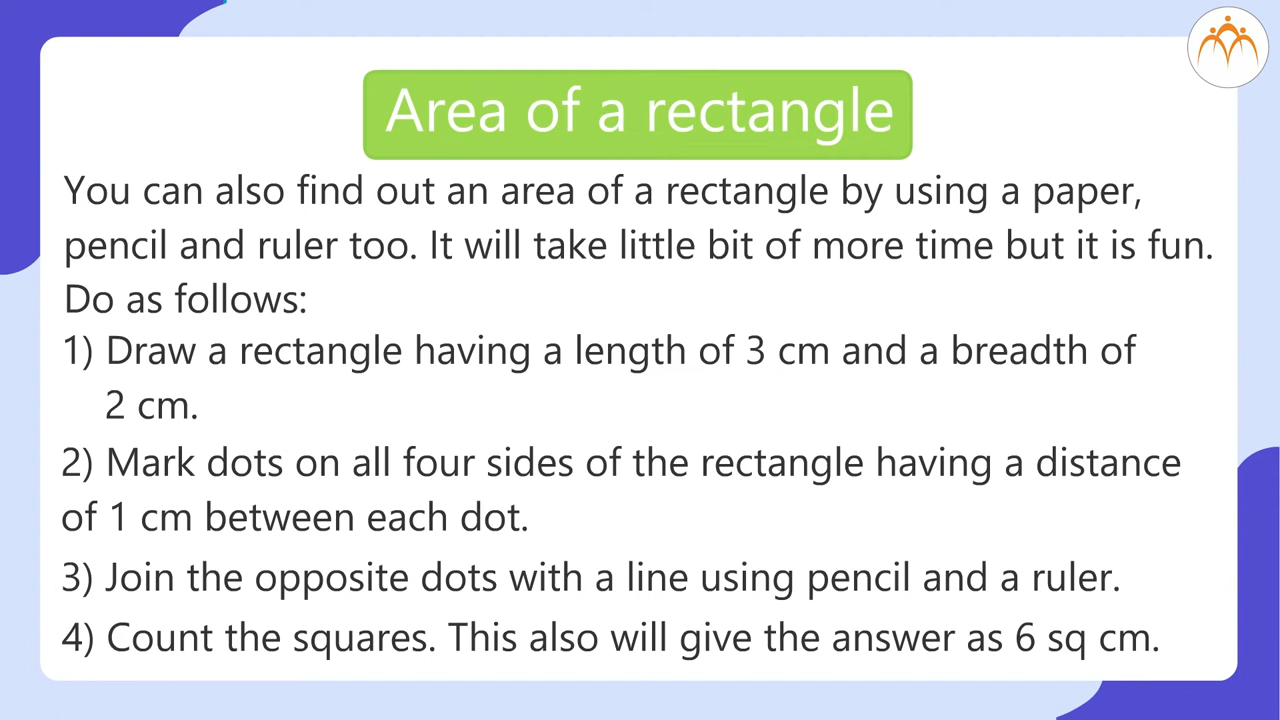 Area of a rectangle
You can also find out an area of a rectangle by using a paper,
pencil and ruler too. It will take little bit of more time but it is fun.
Do as follows:
1) Draw a rectangle having a length of 3 cm and a breadth of
2 cm.
2) Mark dots on all four sides of the rectangle having a distance
of 1 cm between each dot.
3) Join the opposite dots with a line using pencil and a ruler.
4) Count the squares. This also will give the answer as 6 sq cm.